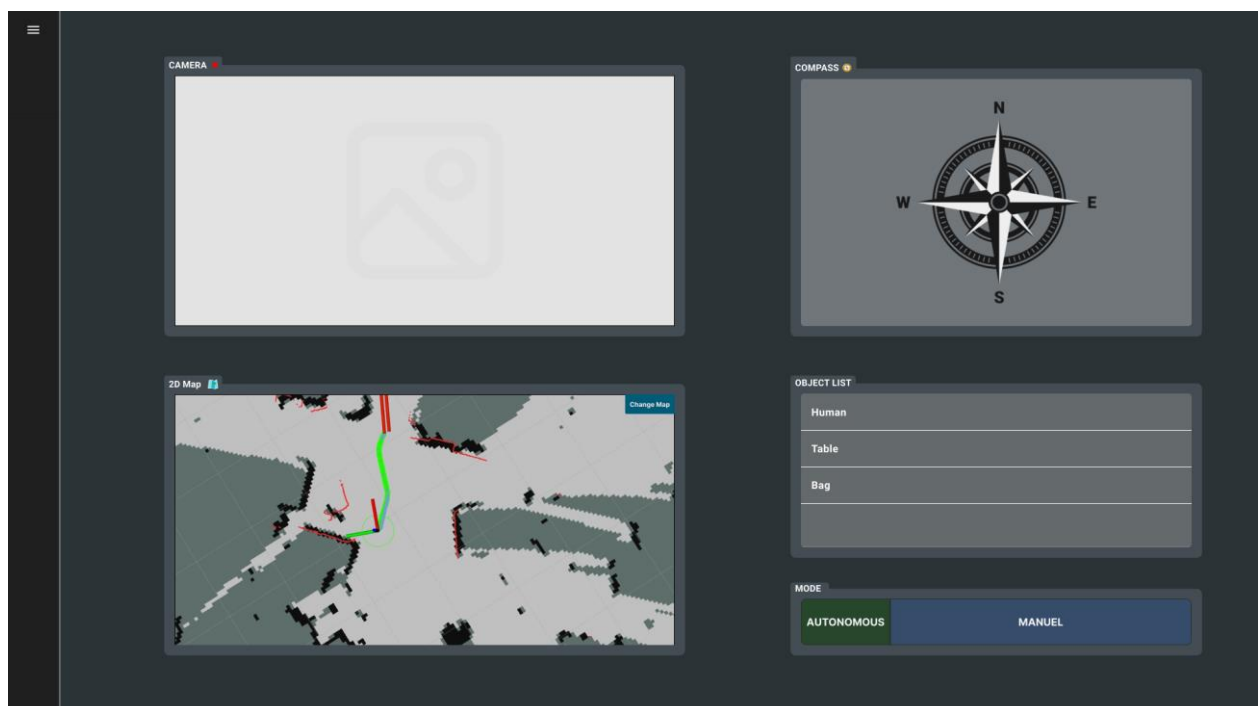 CAMERA
COMPASS
N
W
E
S
2D Map
Change Map
OBJECT LIST
Human
Table
Bag
MODE
AUTONOMOUS
MANUEL